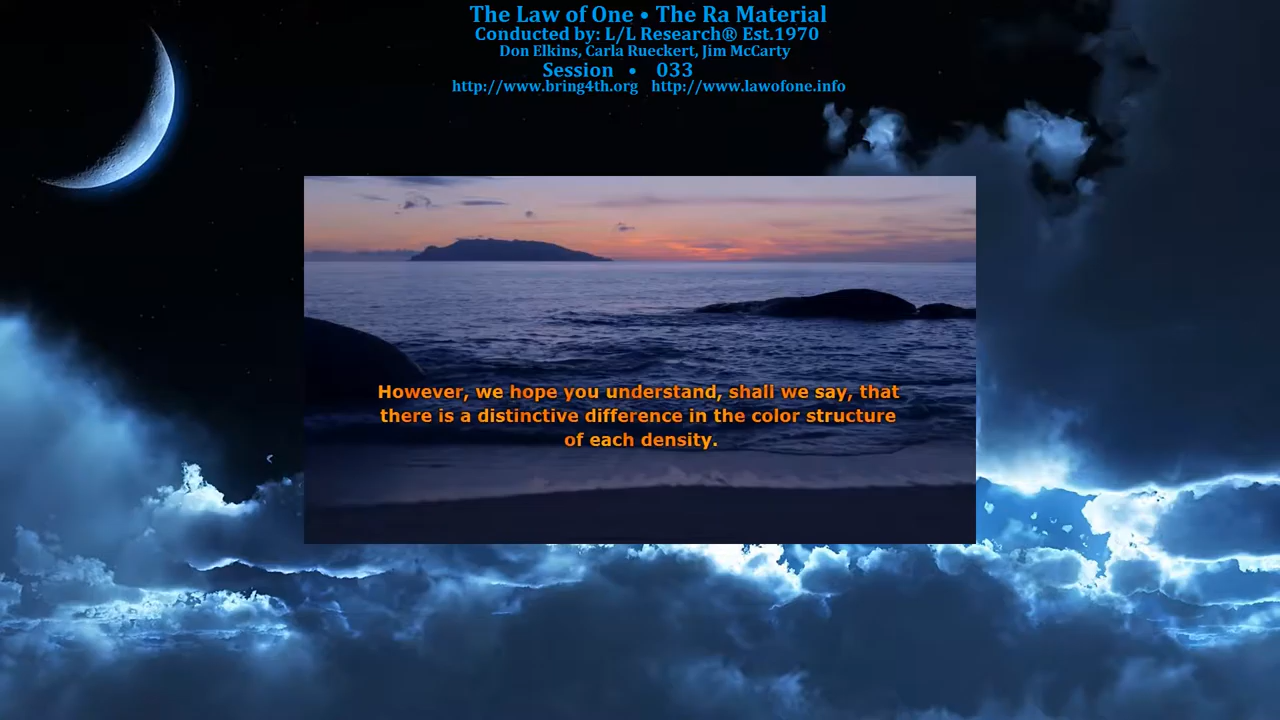 The Law of One • The Ra Material
Conducted by: L/L Research® Est.1970
Don Elkins, Carla Rueckert, Jim McCarty
Session • 033
http://www.bring4th.org http://www.lawofone.info
However, we hope you understand, shall we say, that
there is a distinctive difference in the color structure
of each density.